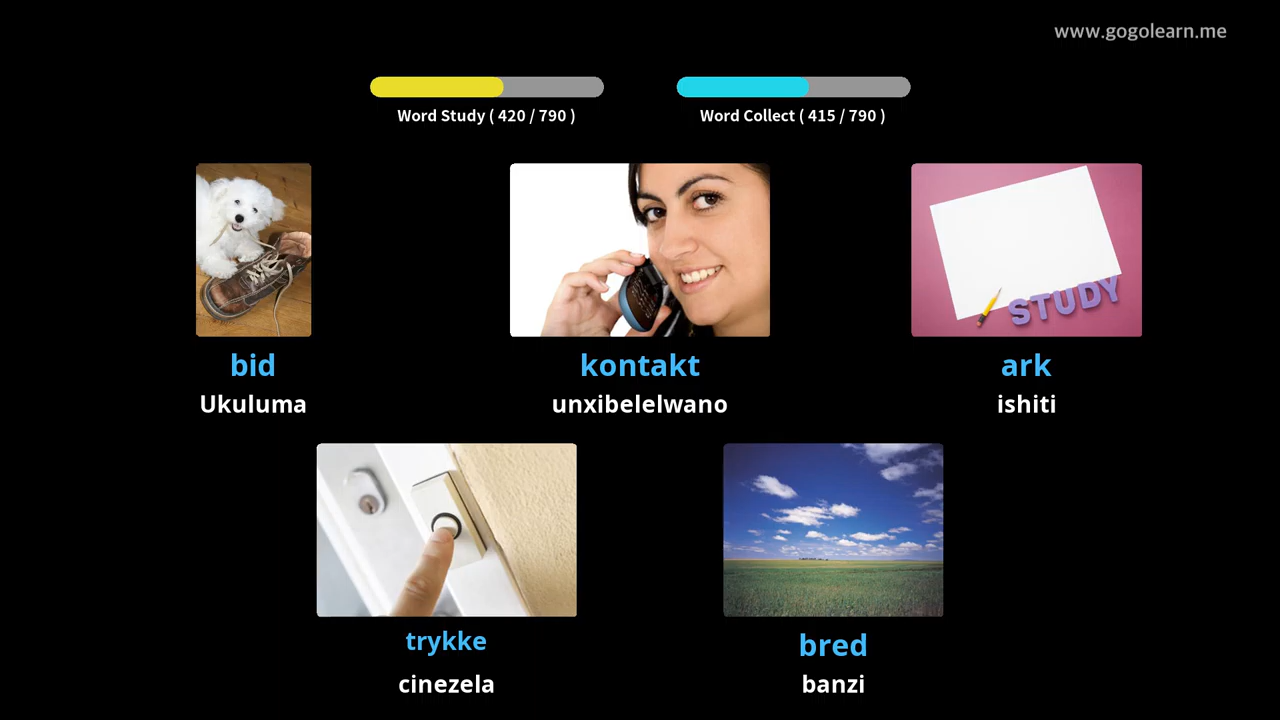 www.gogolearn.me
Word Study ( 420 / 790 )
Word Collect ( 415 / 790 )
bid
Ukuluma
kontakt
unxibelelwano
ark
ishiti
STUDY
trykke
cinezela
bred
banzi